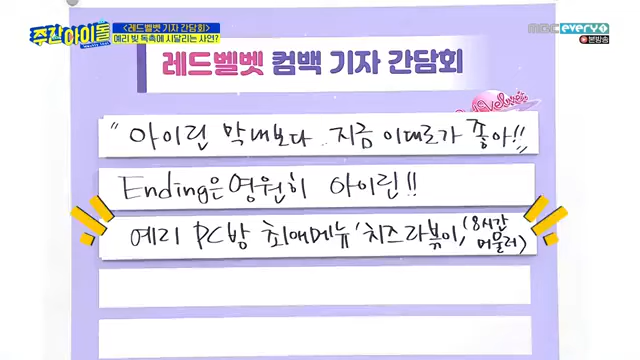 주간아이돌
<레드벨벳 기자 간담회>
예리 빚 독촉에 시달리는 사연?
MBC every1
본방송
레드벨벳 컴백 기자 간담회
Red Velvet
"아이린 막내보다.. 지금 이대로가 좋아!!"
Ending은 영원히 아이린!!
예리 PC방 최애메뉴 '치즈라볶이' (8시간 머물러)